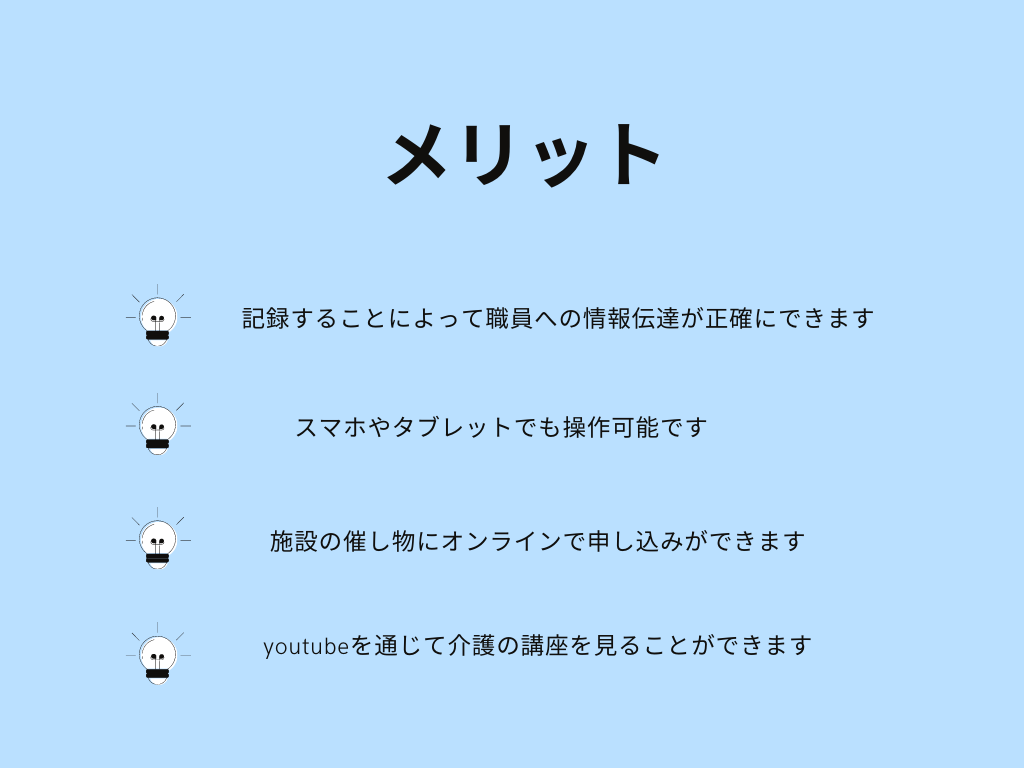 メリット
記録することによって職員への情報伝達が正確にできます
スマホやタブレットでも操作可能です
施設の催し物にオンラインで申し込みができます
youtubeを通じて介護の講座を見ることができます